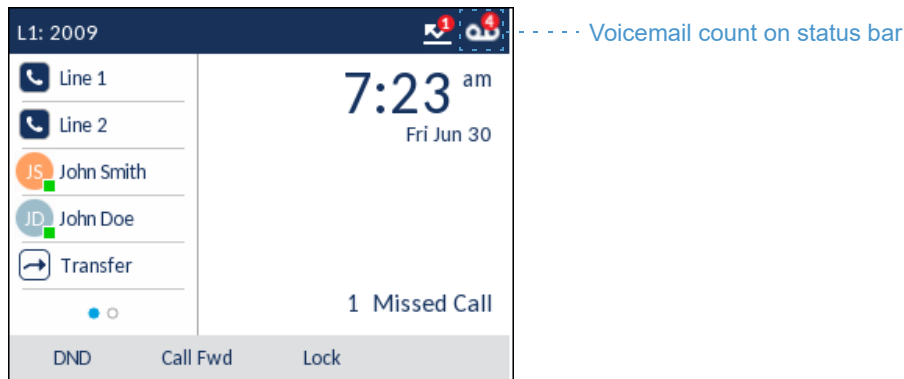 L1: 2009
1
4
Voicemail count on status bar
Line 1
7:23 am
Line 2
Fri Jun 30
JS John Smith
JD John Doe
Transfer
1 Missed Call
DND Call Fwd Lock